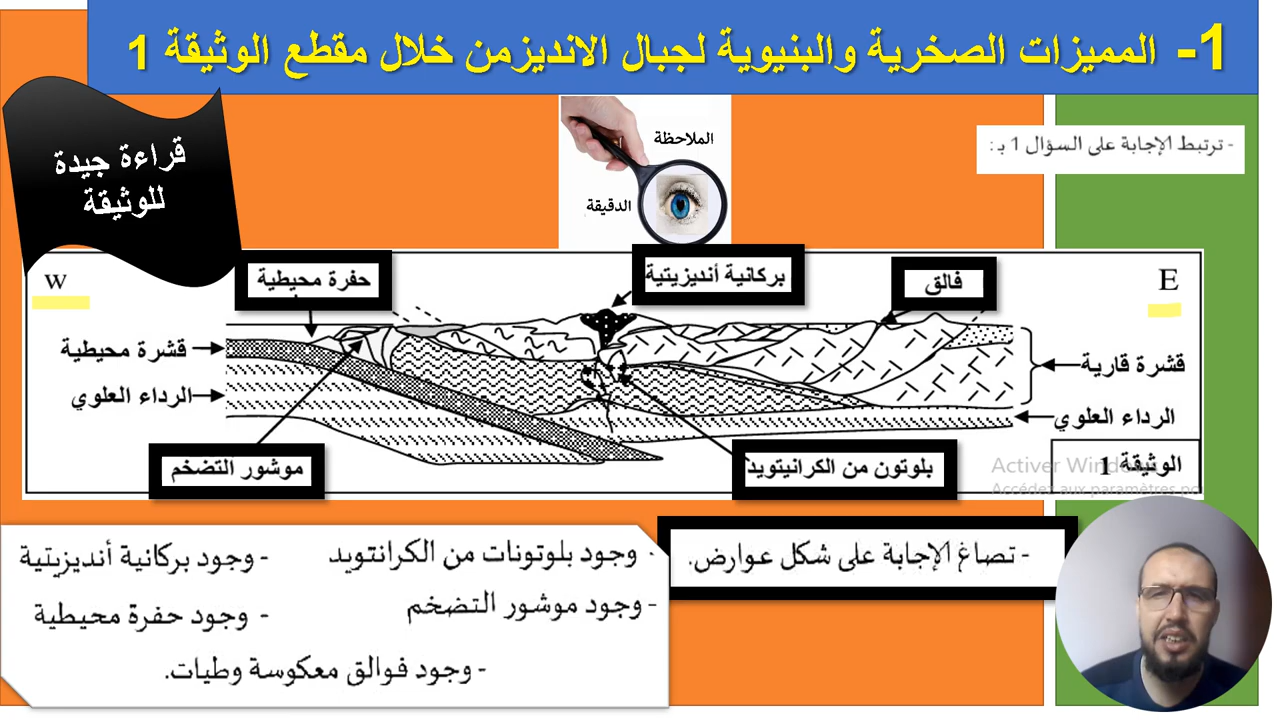 1- المميزات الصخرية والبنيوية لجبال الانديزمن خلال مقطع الوثيقة 1
قراءة جيدة
للوثيقة
الملاحظة
الدقيقة
- ترتبط الإجابة على السؤال 1 بـ:
W
E
حفرة محيطية
بركانية أنديزيتية
فالق
قشرة محيطية
الرداء العلوي
قشرة قارية
الرداء العلوي
موشور التضخم
بلوتون من الكرانيتويد
الوثيقة 1
Activer Windows
Accédez aux paramètres po
- تصاغ الإجابة على شكل عوارض.
- وجود بلوتونات من الكرانتويد
- وجود بركانية أنديزيتية
- وجود موشور التضخم
- وجود حفرة محيطية
- وجود فوالق معكوسة وطيات.